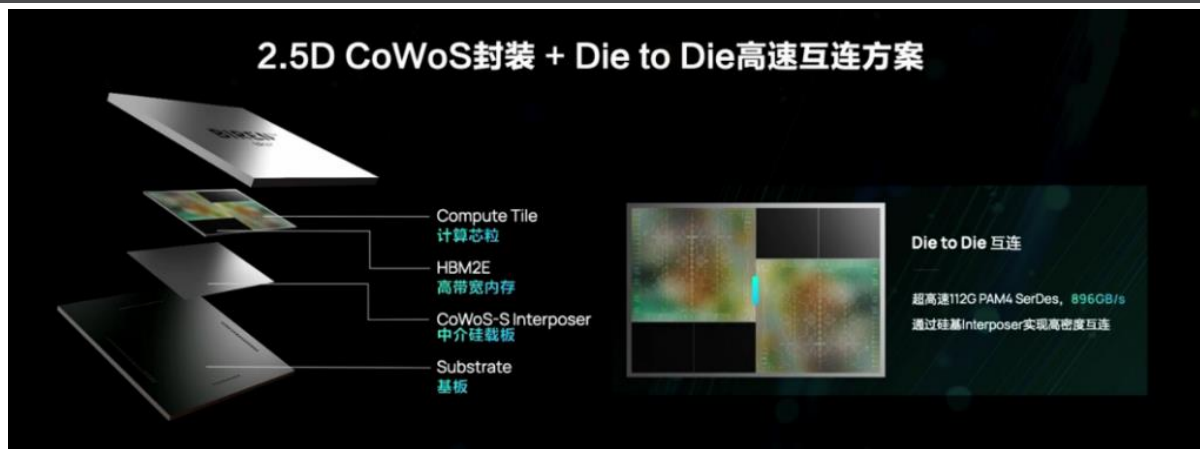 2.5D CoWoS封装 + Die to Die高速互连方案
BIREN
Compute Tile
计算芯粒
HBM2E
高带宽内存
CoWoS-S Interposer
中介硅载板
Substrate
基板
Die to Die 互连
超高速112G PAM4 SerDes，896GB/s
通过硅基Interposer实现高密度互连